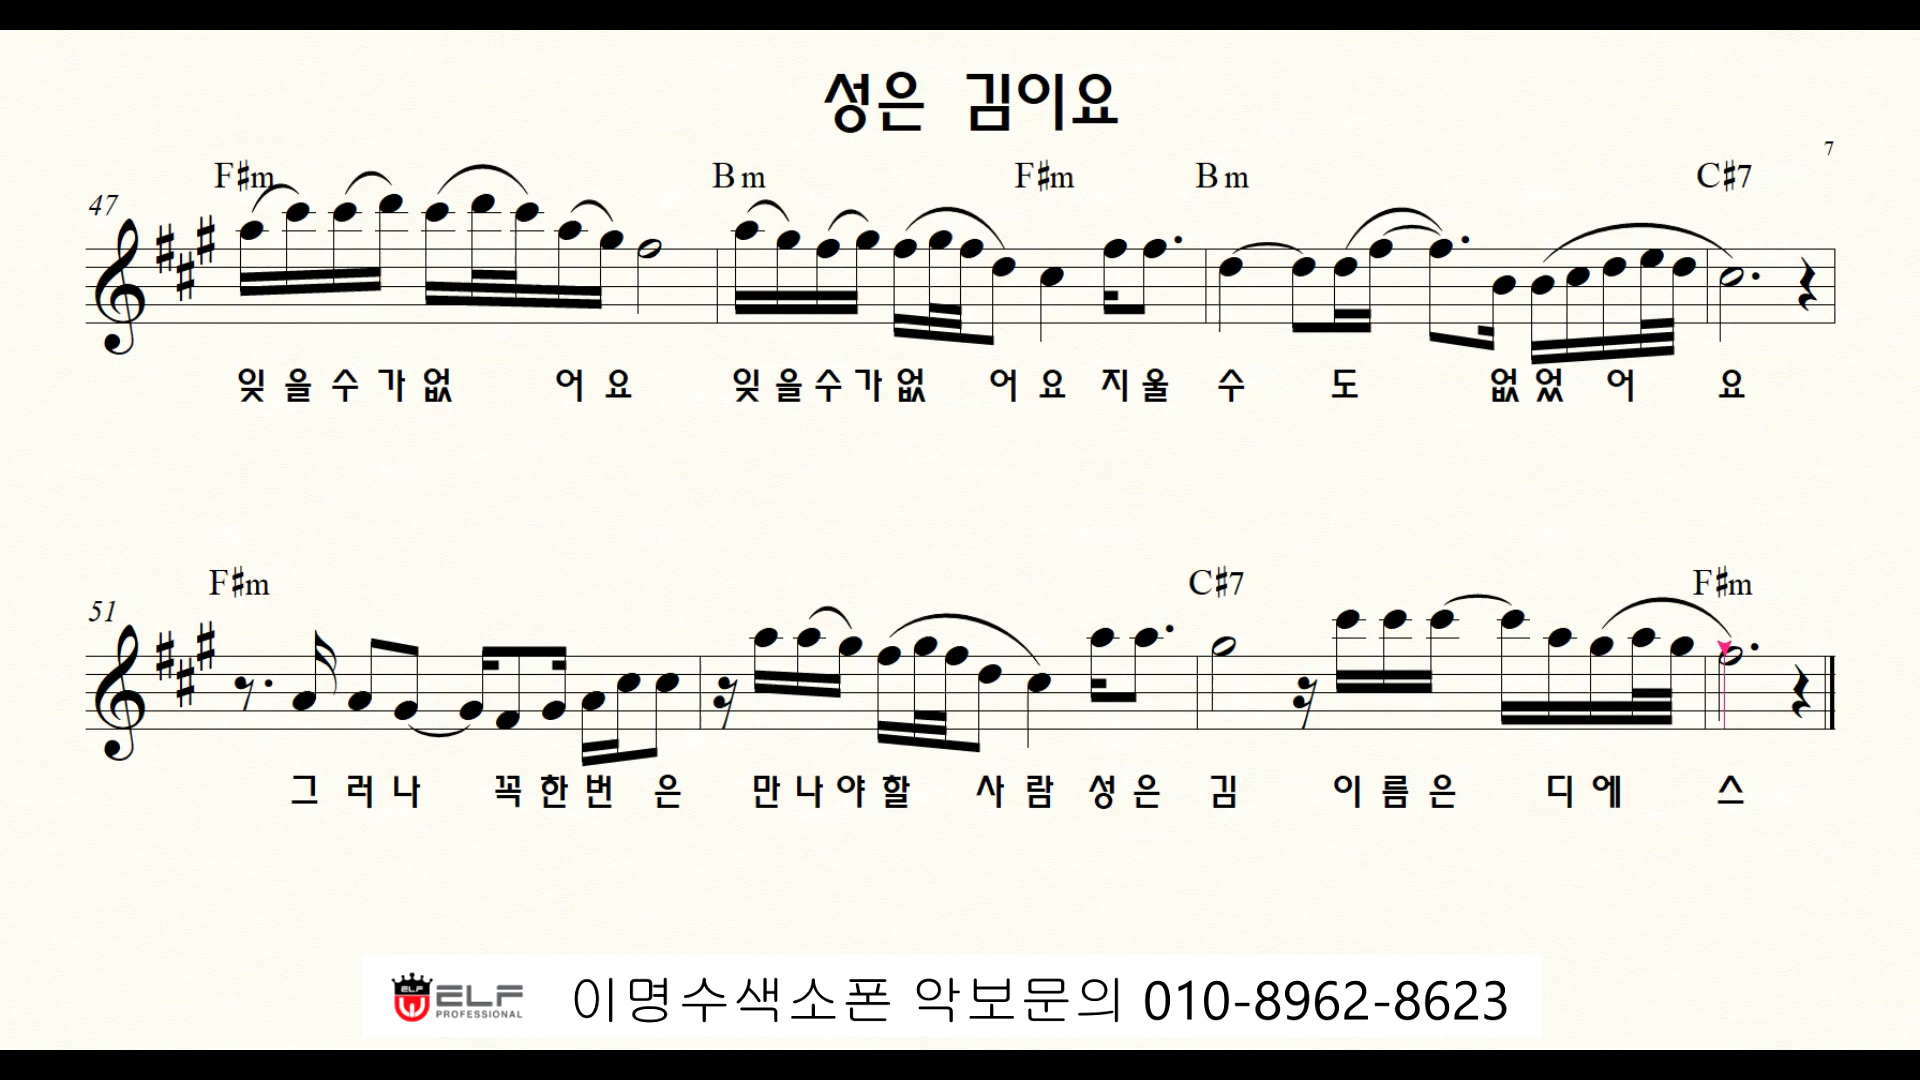 성은 김이요
7
F♯m Bm F♯m Bm C♯7
47
잊을수가없 어요 잊을수가없 어요지울 수 도 없었어 요
F♯m C♯7 F♯m
51
그러나 꼭한번은 만나야할 사람성은 김 이름은 디에 스
ELF
ELF
PROFESSIONAL
이명수색소폰 악보문의 010-8962-8623